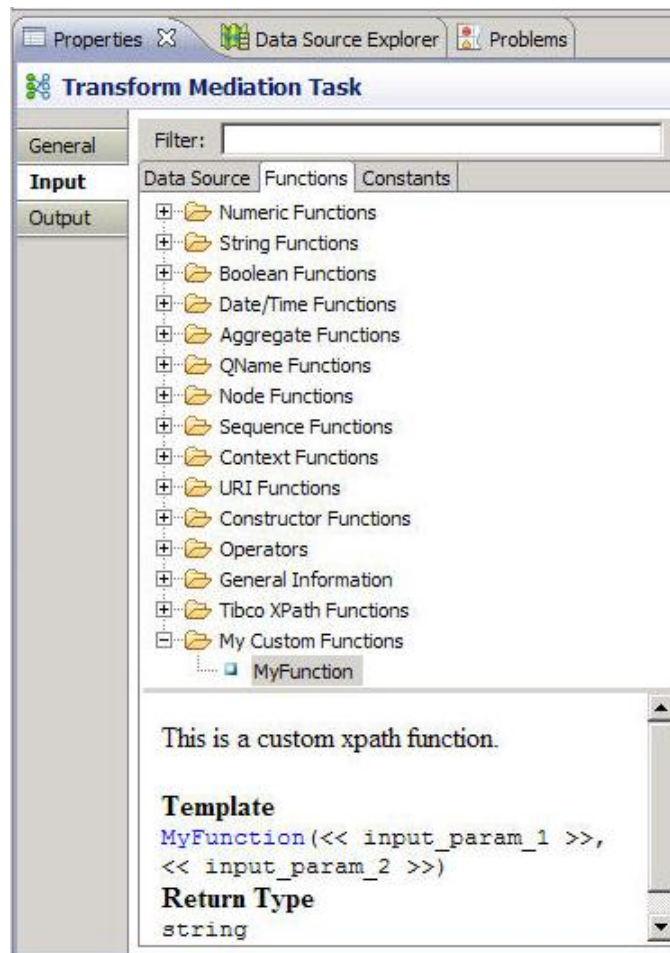 Properties Data Source Explorer Problems
Transform Mediation Task
General
Input
Output
Filter:
Data Source Functions Constants
Numeric Functions
String Functions
Boolean Functions
Date/Time Functions
Aggregate Functions
QName Functions
Node Functions
Sequence Functions
Context Functions
URI Functions
Constructor Functions
Operators
General Information
Tibco XPath Functions
My Custom Functions
MyFunction
This is a custom xpath function.
Template
MyFunction(<< input_param_1 >>,
<< input_param_2 >>)
Return Type
string